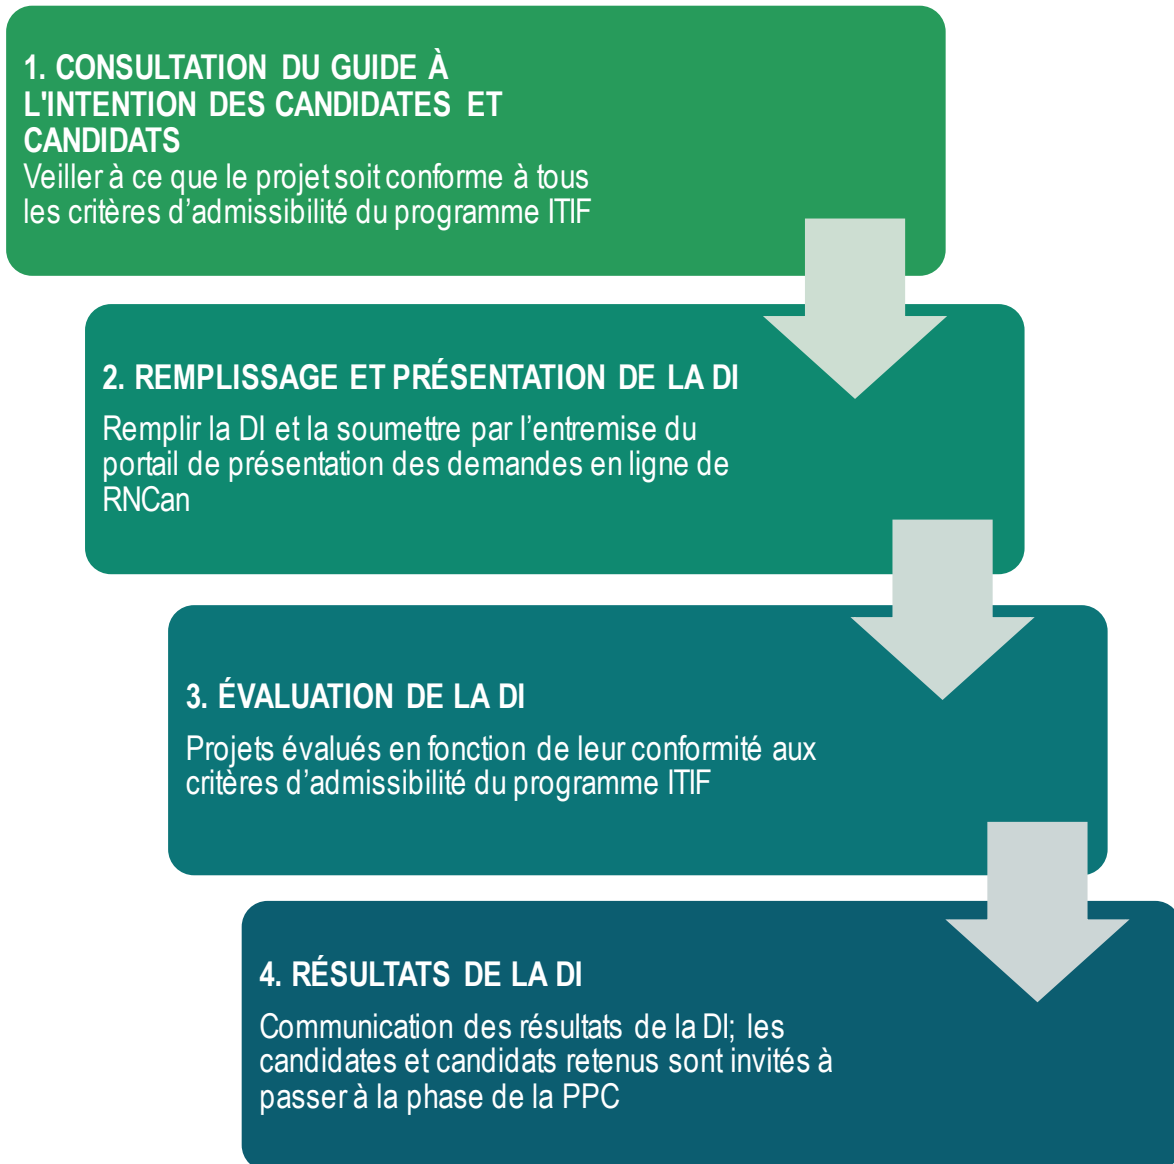 1. CONSULTATION DU GUIDE À
L'INTENTION DES CANDIDATES ET
CANDIDATS
Veiller à ce que le projet soit conforme à tous
les critères d’admissibilité du programme ITIF
2. REMPLISSAGE ET PRÉSENTATION DE LA DI
Remplir la DI et la soumettre par l’entremise du
portail de présentation des demandes en ligne de
RNCan
3. ÉVALUATION DE LA DI
Projets évalués en fonction de leur conformité aux
critères d’admissibilité du programme ITIF
4. RÉSULTATS DE LA DI
Communication des résultats de la DI; les
candidates et candidats retenus sont invités à
passer à la phase de la PPC